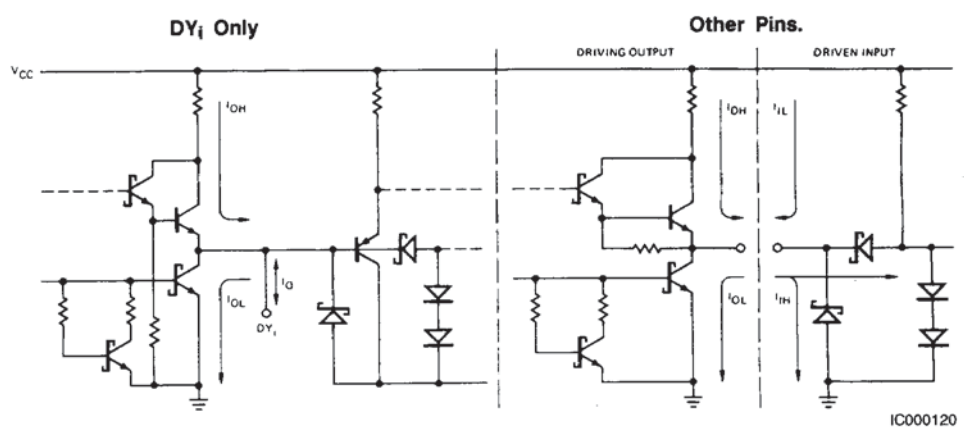 DYi Only
Other Pins.
DRIVING OUTPUT
DRIVEN INPUT
VCC
IOH
IOH
IIL
IOL
IO
DYi
IOL
IIH
IC000120